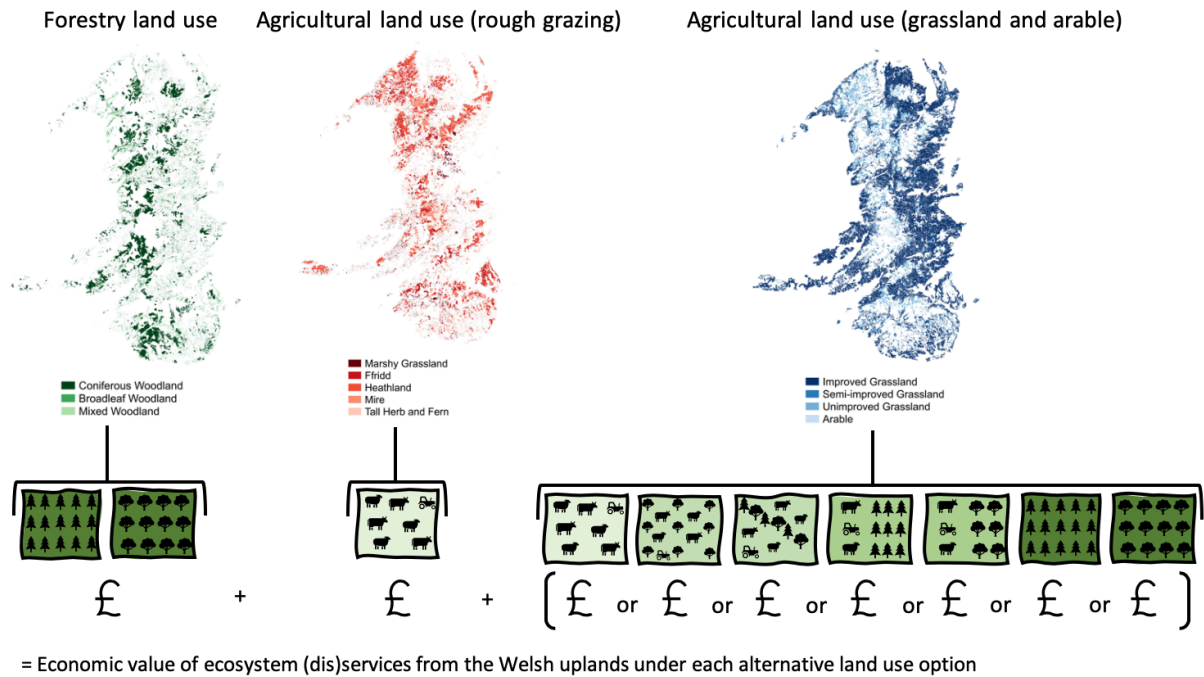 Forestry land use
Agricultural land use (rough grazing)
Agricultural land use (grassland and arable)
Coniferous Woodland
Broadleaf Woodland
Mixed Woodland
Marshy Grassland
Ffridd
Heathland
Mire
Tall Herb and Fern
Improved Grassland
Semi-improved Grassland
Unimproved Grassland
Arable
£ + £ + [ £ or £ or £ or £ or £ or £ or £ ]
= Economic value of ecosystem (dis)services from the Welsh uplands under each alternative land use option